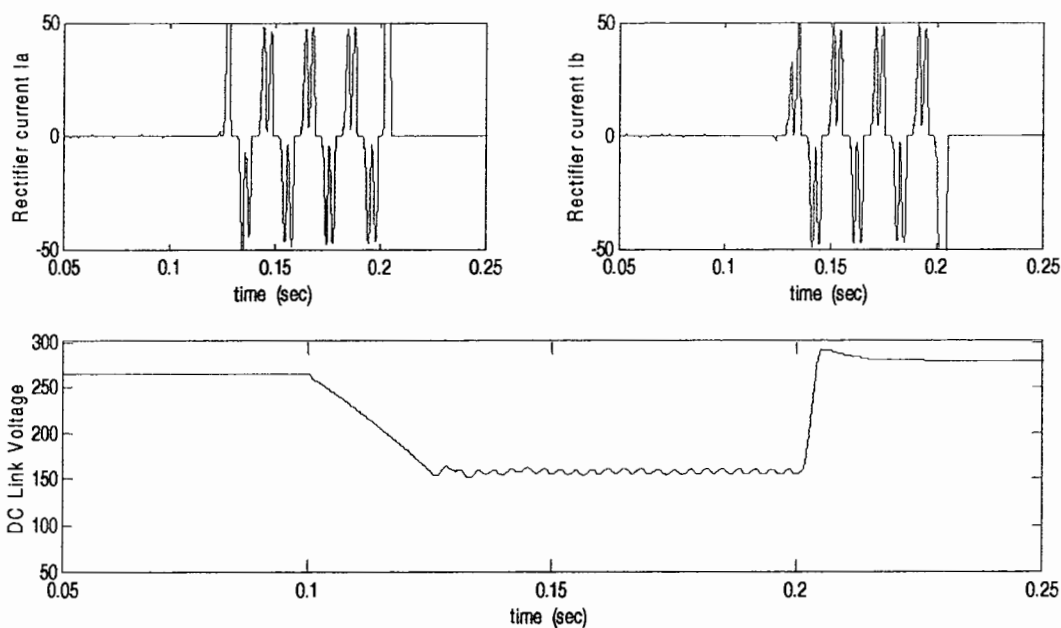 50
0
-50
Rectifier current Ia
0.05 0.1 0.15 0.2 0.25
time (sec)
50
0
-50
Rectifier current Ib
0.05 0.1 0.15 0.2 0.25
time (sec)
300
250
200
150
100
50
DC Link Voltage
0.05 0.1 0.15 0.2 0.25
time (sec)